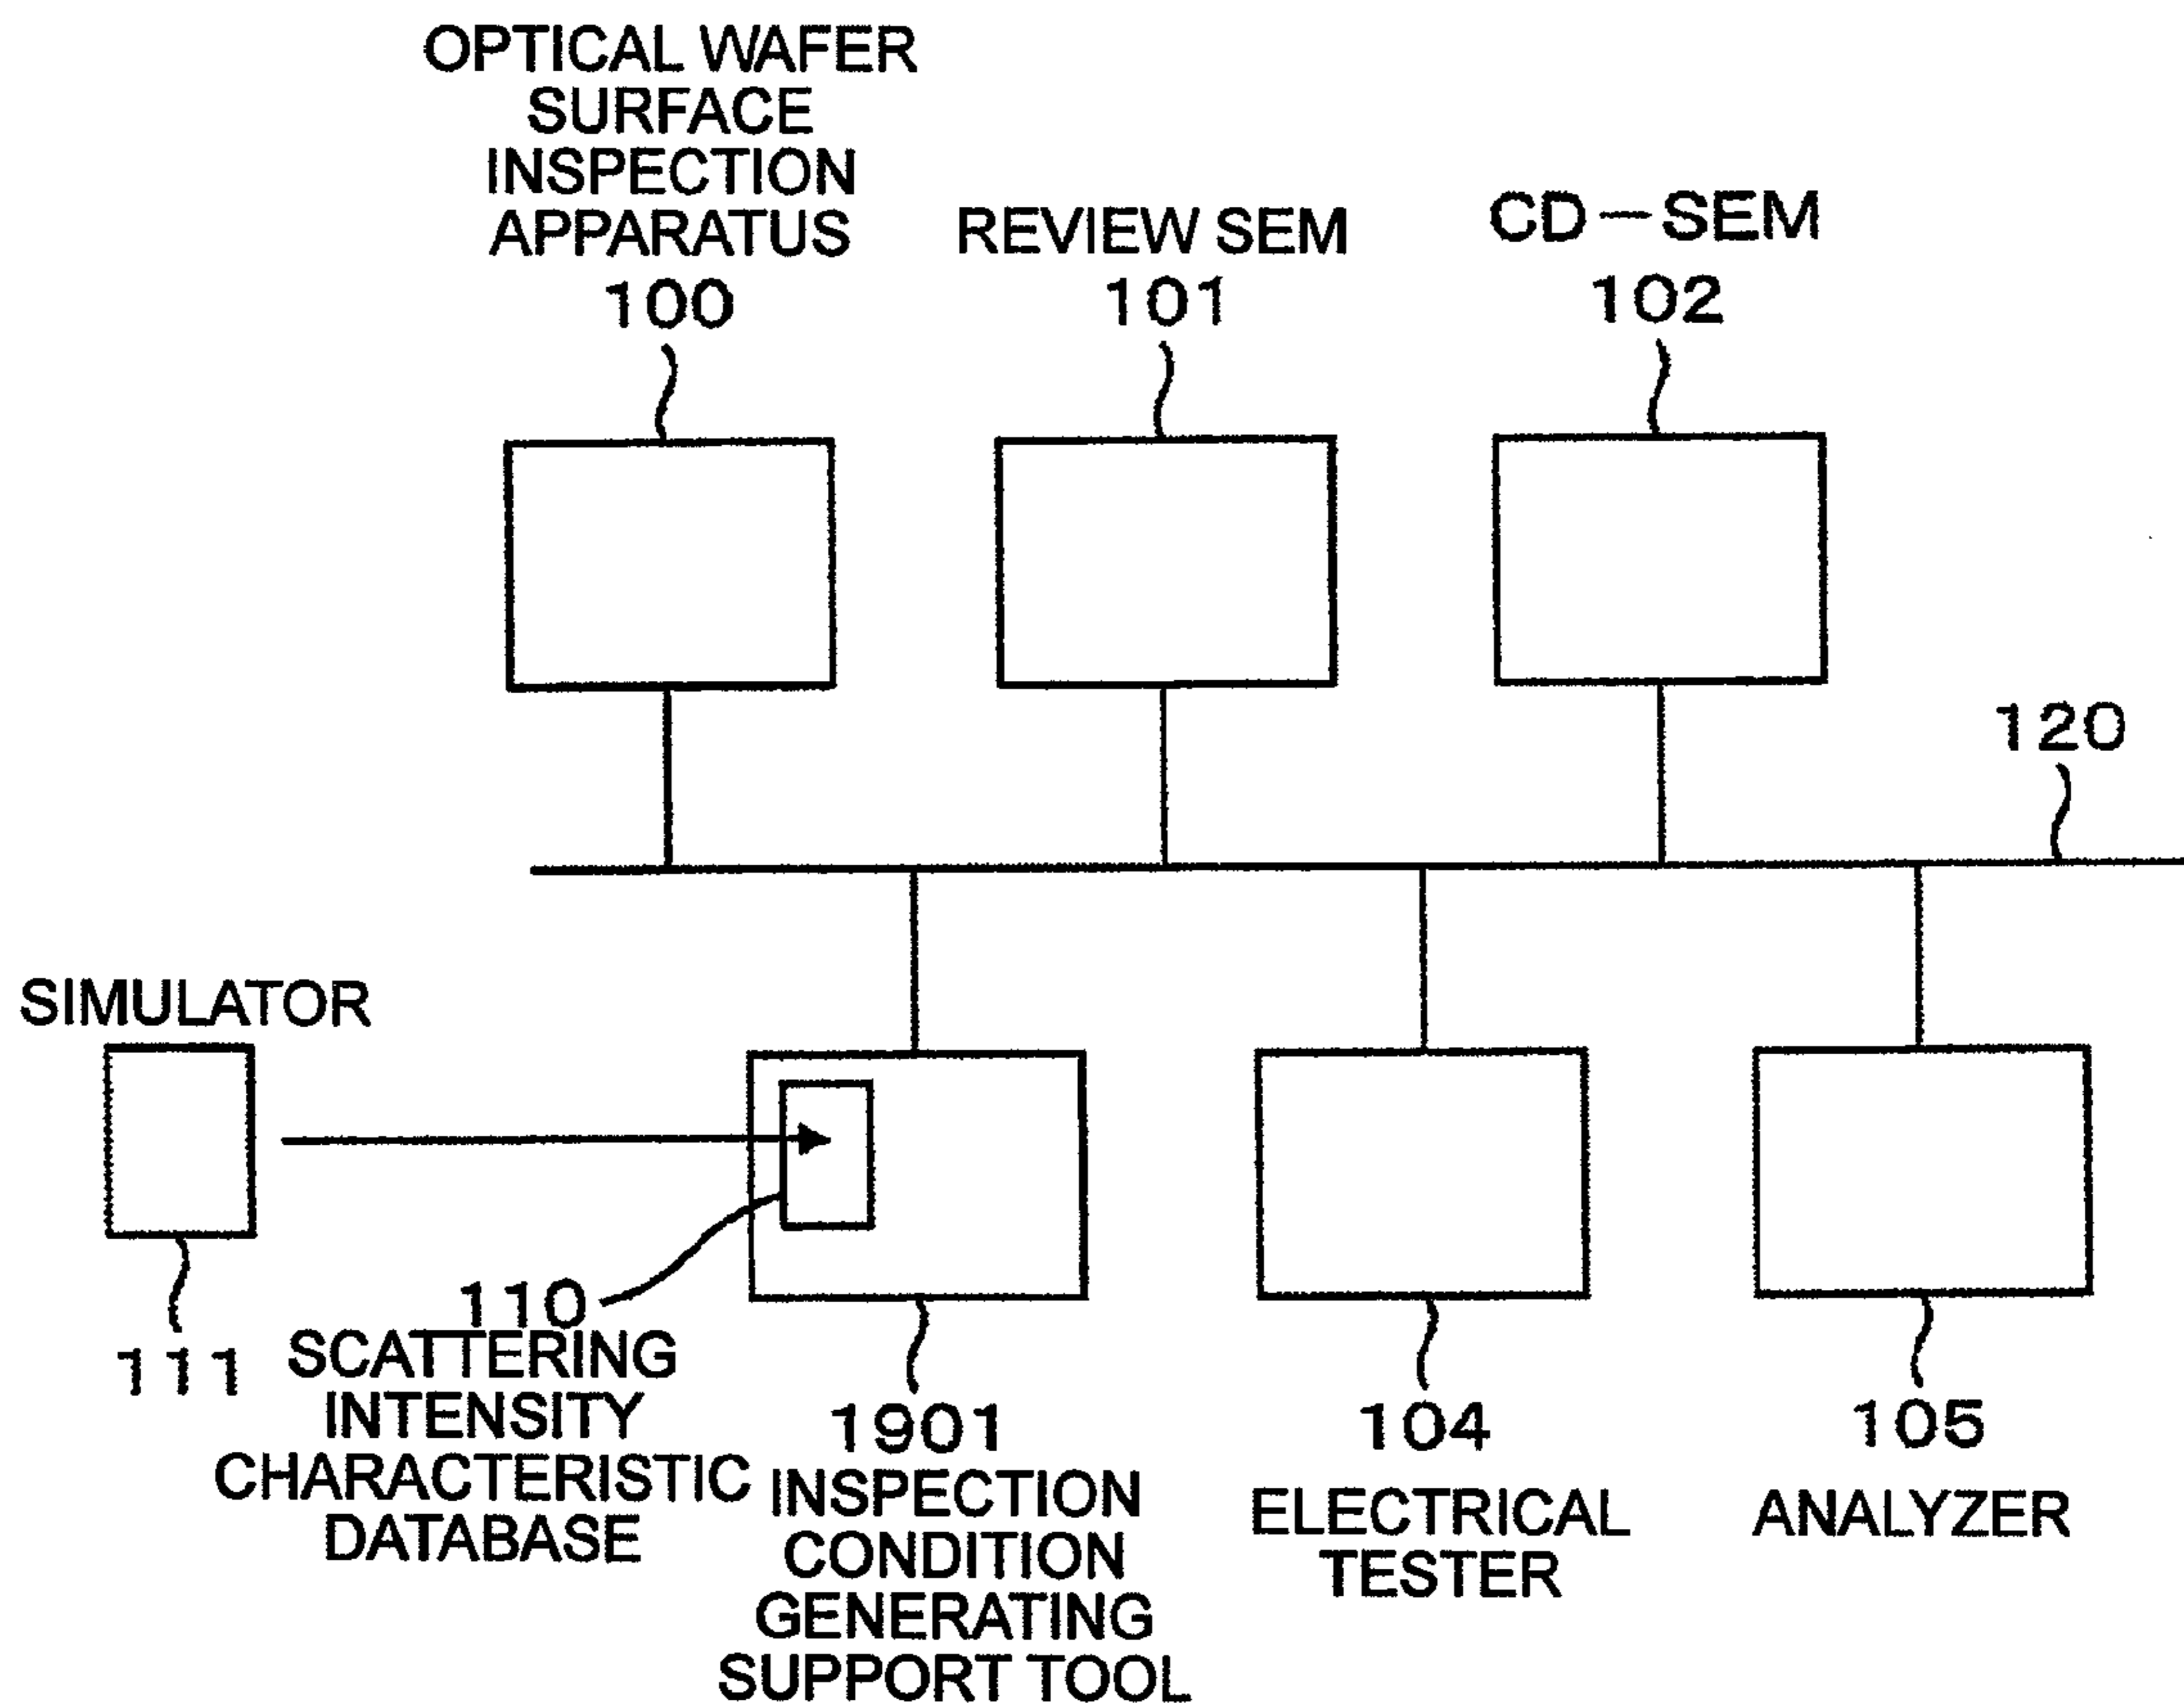 OPTICAL WAFER
SURFACE
INSPECTION
APPARATUS
100
REVIEW SEM
101
CD—SEM
102
120
SIMULATOR
111
110
SCATTERING
INTENSITY
CHARACTERISTIC
DATABASE
1901
INSPECTION
CONDITION
GENERATING
SUPPORT TOOL
104
ELECTRICAL
TESTER
105
ANALYZER